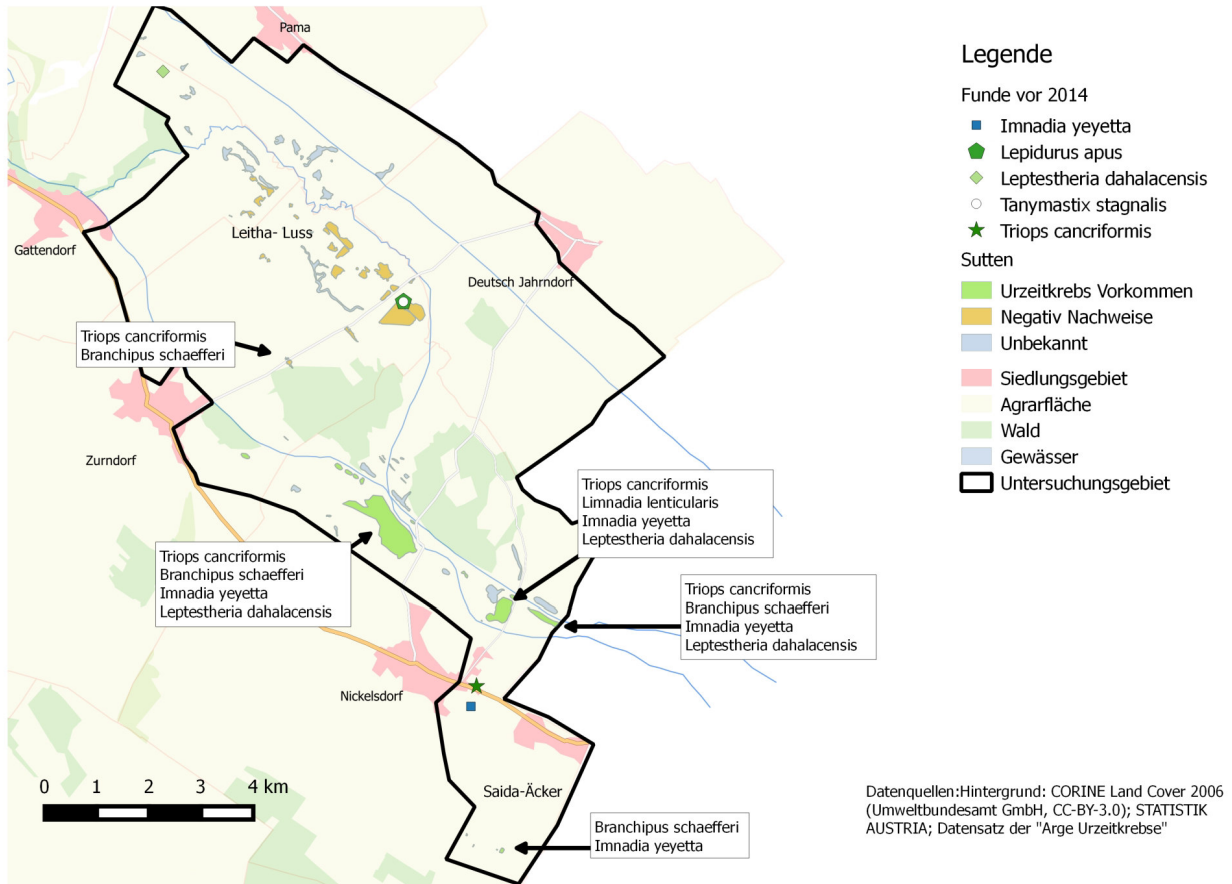 Pama
Gattendorf
Leitha- Luss
Deutsch Jahrndorf
Triops cancriformis
Branchipus schaefferi
Zurndorf
Triops cancriformis
Limnadia lenticularis
Imnadia yeyetta
Leptestheria dahalacensis
Triops cancriformis
Branchipus schaefferi
Imnadia yeyetta
Leptestheria dahalacensis
Triops cancriformis
Branchipus schaefferi
Imnadia yeyetta
Leptestheria dahalacensis
Nickelsdorf
Saida-Äcker
Branchipus schaefferi
Imnadia yeyetta
0 1 2 3 4 km
Legende
Funde vor 2014
Imnadia yeyetta
Lepidurus apus
Leptestheria dahalacensis
Tanymastix stagnalis
Triops cancriformis
Sutten
Urzeitkrebs Vorkommen
Negativ Nachweise
Unbekannt
Siedlungsgebiet
Agrarfläche
Wald
Gewässer
Untersuchungsgebiet
Datenquellen:Hintergrund: CORINE Land Cover 2006
(Umweltbundesamt GmbH, CC-BY-3.0); STATISTIK
AUSTRIA; Datensatz der "Arge Urzeitkrebse"